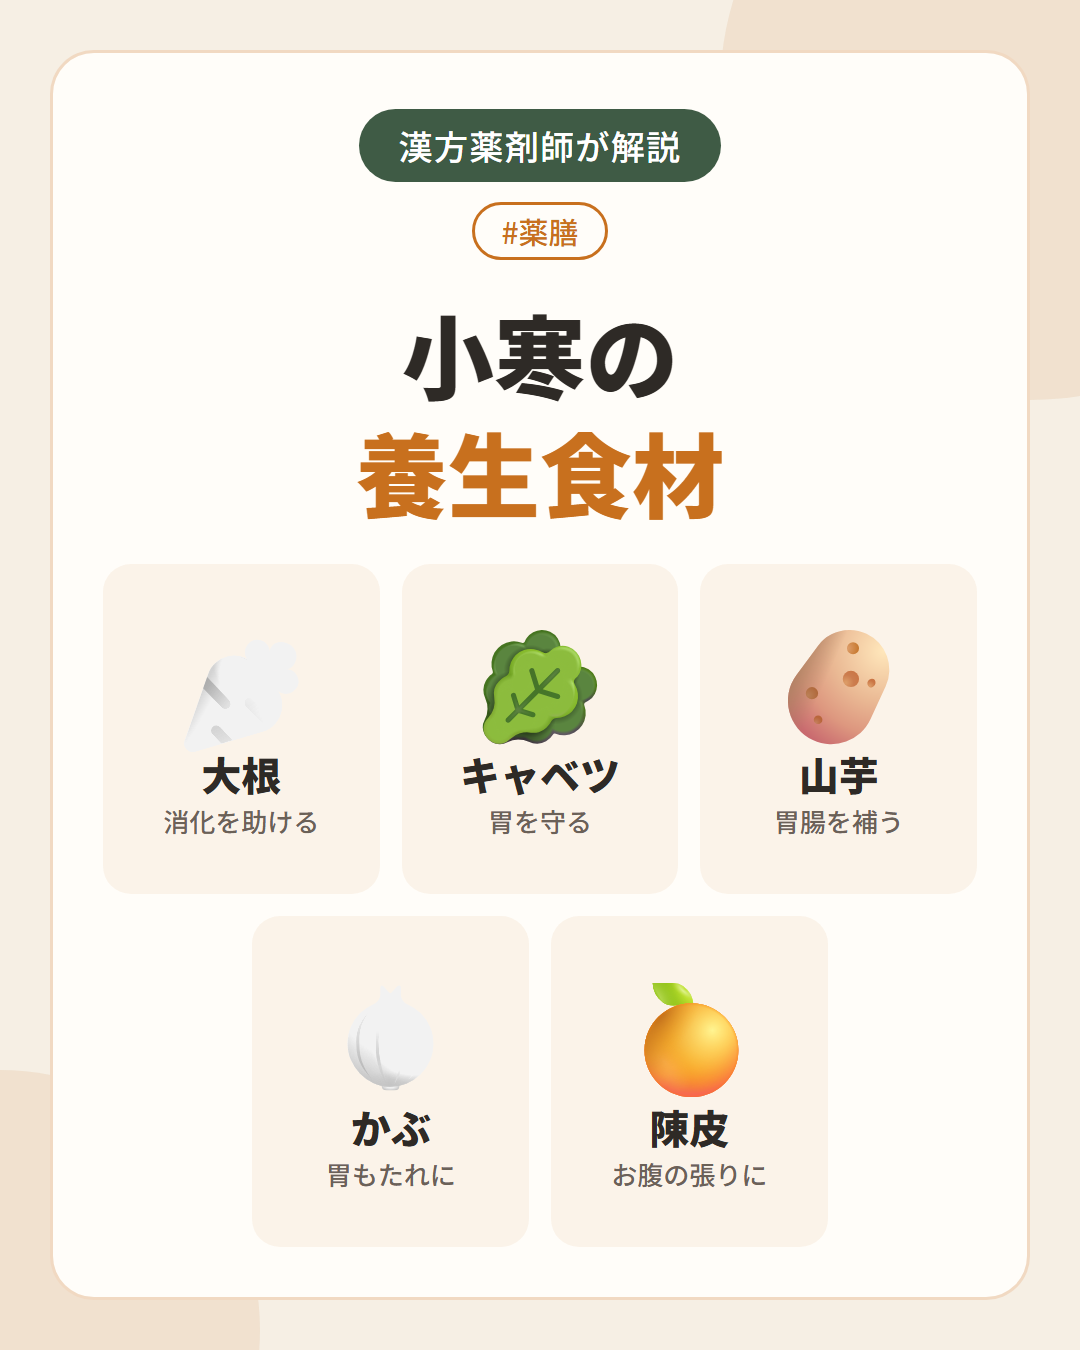 漢方薬剤師が解説
#薬膳
小寒の
養生食材
大根
消化を助ける
キャベツ
胃を守る
山芋
胃腸を補う
かぶ
胃もたれに
陳皮
お腹の張りに